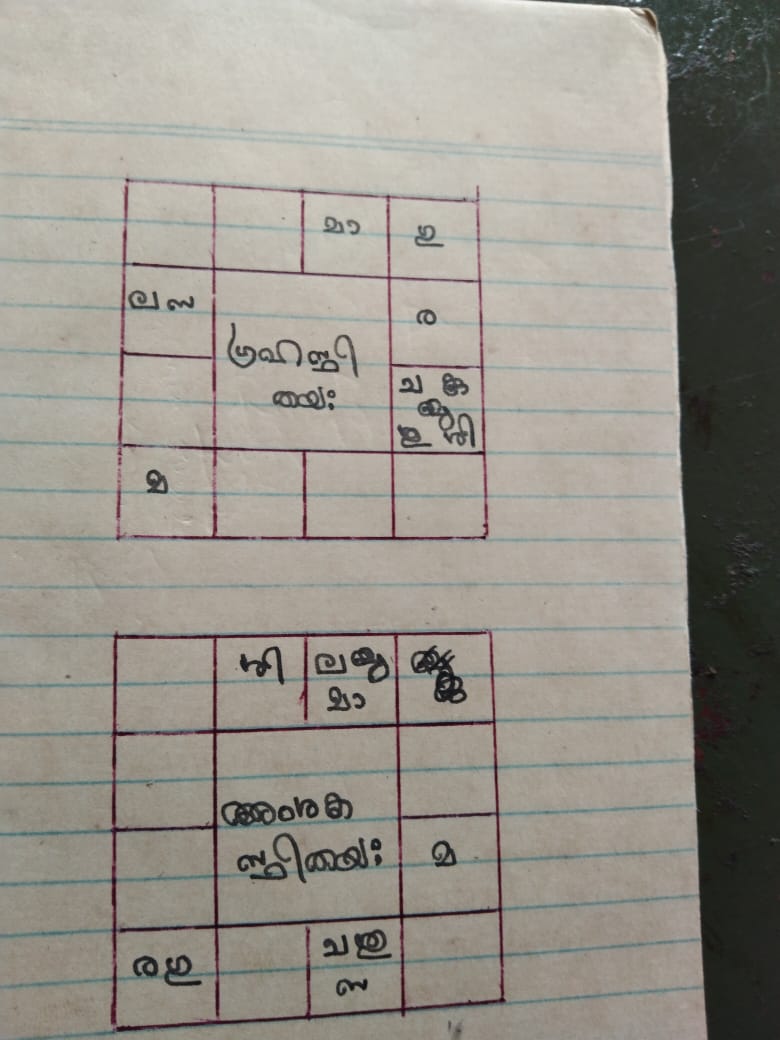 മാ ഗു
ല സ
ര
ഗ്രഹസ്ഥി
തയഃ
ച കു
ബു
ശു ശി
മ
ശി ല കു
മാ
അംശക
സ്ഥിതയഃ
മ
ര ഗു
ച ശു
സ